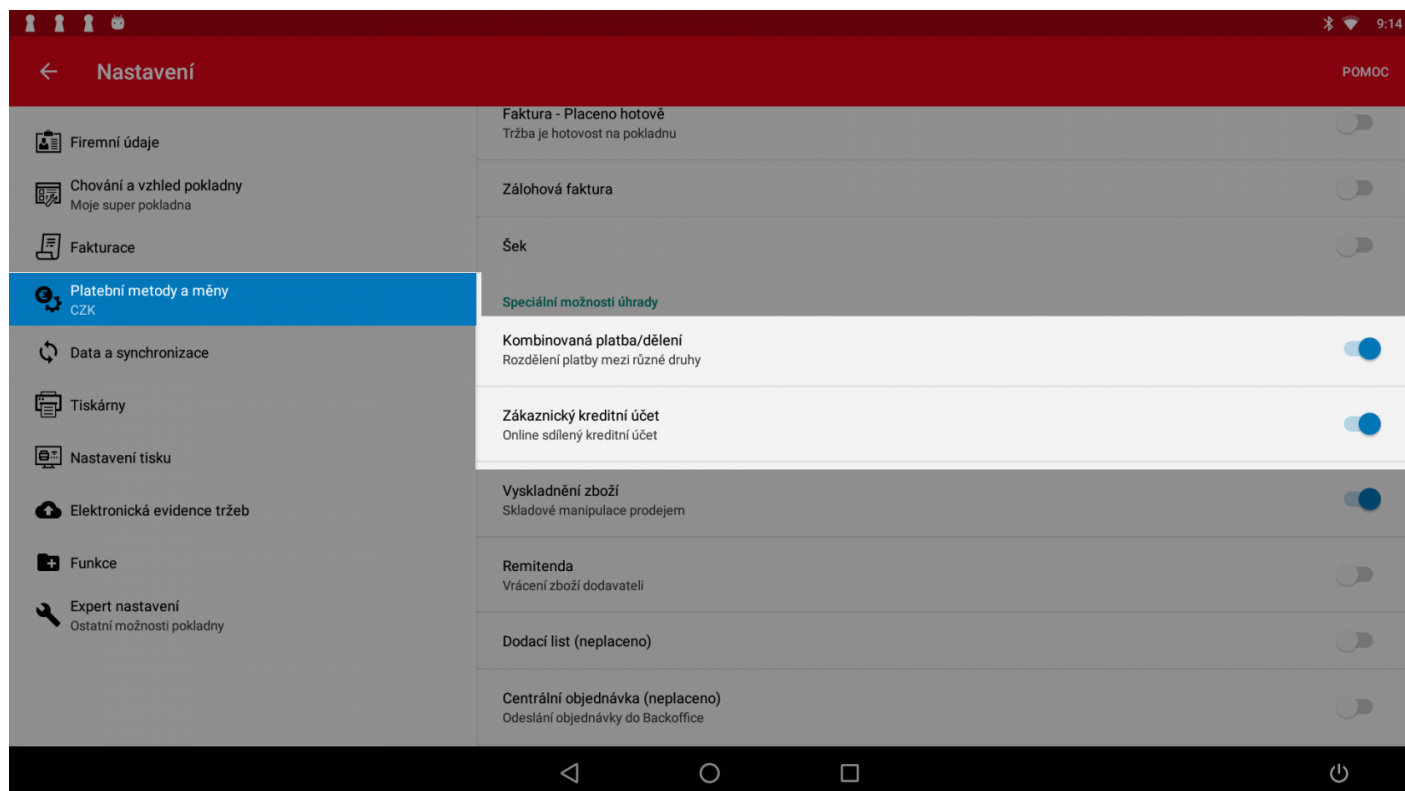 9:14
Nastavení
POMOC
Firemní údaje
Chování a vzhled pokladny
Moje super pokladna
Fakturace
Platební metody a měny
CZK
Data a synchronizace
Tiskárny
Nastavení tisku
Elektronická evidence tržeb
Funkce
Expert nastavení
Ostatní možnosti pokladny
Faktura - Placeno hotově
Tržba je hotovost na pokladnu
Zálohová faktura
Šek
Speciální možnosti úhrady
Kombinovaná platba/dělení
Rozdělení platby mezi různé druhy
Zákaznický kreditní účet
Online sdílený kreditní účet
Vyskladnění zboží
Skladové manipulace prodejem
Remitenda
Vrácení zboží dodavateli
Dodací list (neplaceno)
Centrální objednávka (neplaceno)
Odeslání objednávky do Backoffice